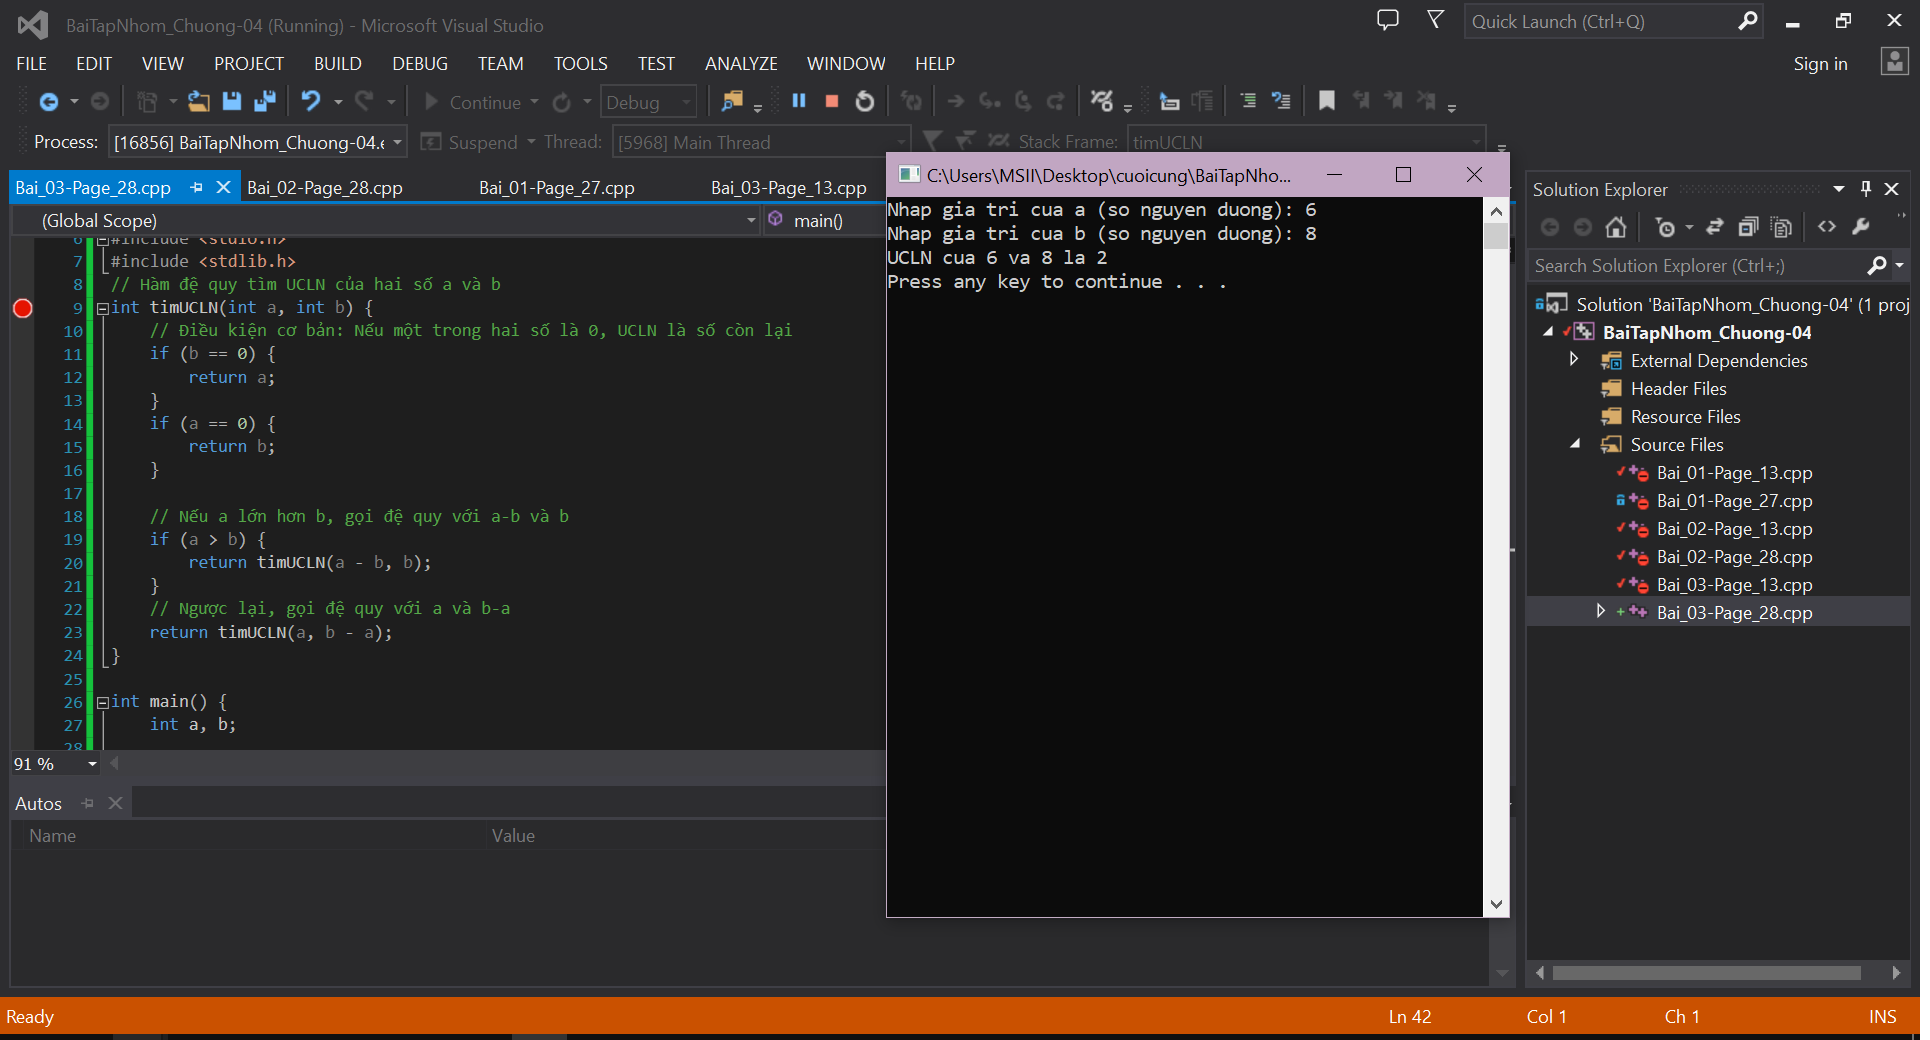 BaiTapNhom_Chuong-04 (Running) - Microsoft Visual Studio
Quick Launch (Ctrl+Q)
FILE EDIT VIEW PROJECT BUILD DEBUG TEAM TOOLS TEST ANALYZE WINDOW HELP
Sign in
Continue Debug
Process: [16856] BaiTapNhom_Chuong-04.e Suspend Thread: [5968] Main Thread Stack Frame: timUCLN
Bai_03-Page_28.cpp Bai_02-Page_28.cpp Bai_01-Page_27.cpp Bai_03-Page_13.cpp
(Global Scope) main()
6 #include <stdio.h>
7 #include <stdlib.h>
8 // Hàm đệ quy tìm UCLN của hai số a và b
9 int timUCLN(int a, int b) {
10 // Điều kiện cơ bản: Nếu một trong hai số là 0, UCLN là số còn lại
11 if (b == 0) {
12 return a;
13 }
14 if (a == 0) {
15 return b;
16 }
17
18 // Nếu a lớn hơn b, gọi đệ quy với a-b và b
19 if (a > b) {
20 return timUCLN(a - b, b);
21 }
22 // Ngược lại, gọi đệ quy với a và b-a
23 return timUCLN(a, b - a);
24 }
25
26 int main() {
27 int a, b;
28
91 %
Autos
Name Value
C:\Users\MSII\Desktop\cuoicung\BaiTapNho...
Nhap gia tri cua a (so nguyen duong): 6
Nhap gia tri cua b (so nguyen duong): 8
UCLN cua 6 va 8 la 2
Press any key to continue . . .
Solution Explorer
Search Solution Explorer (Ctrl+;)
Solution 'BaiTapNhom_Chuong-04' (1 proj
BaiTapNhom_Chuong-04
External Dependencies
Header Files
Resource Files
Source Files
Bai_01-Page_13.cpp
Bai_01-Page_27.cpp
Bai_02-Page_13.cpp
Bai_02-Page_28.cpp
Bai_03-Page_13.cpp
Bai_03-Page_28.cpp
Ready Ln 42 Col 1 Ch 1 INS